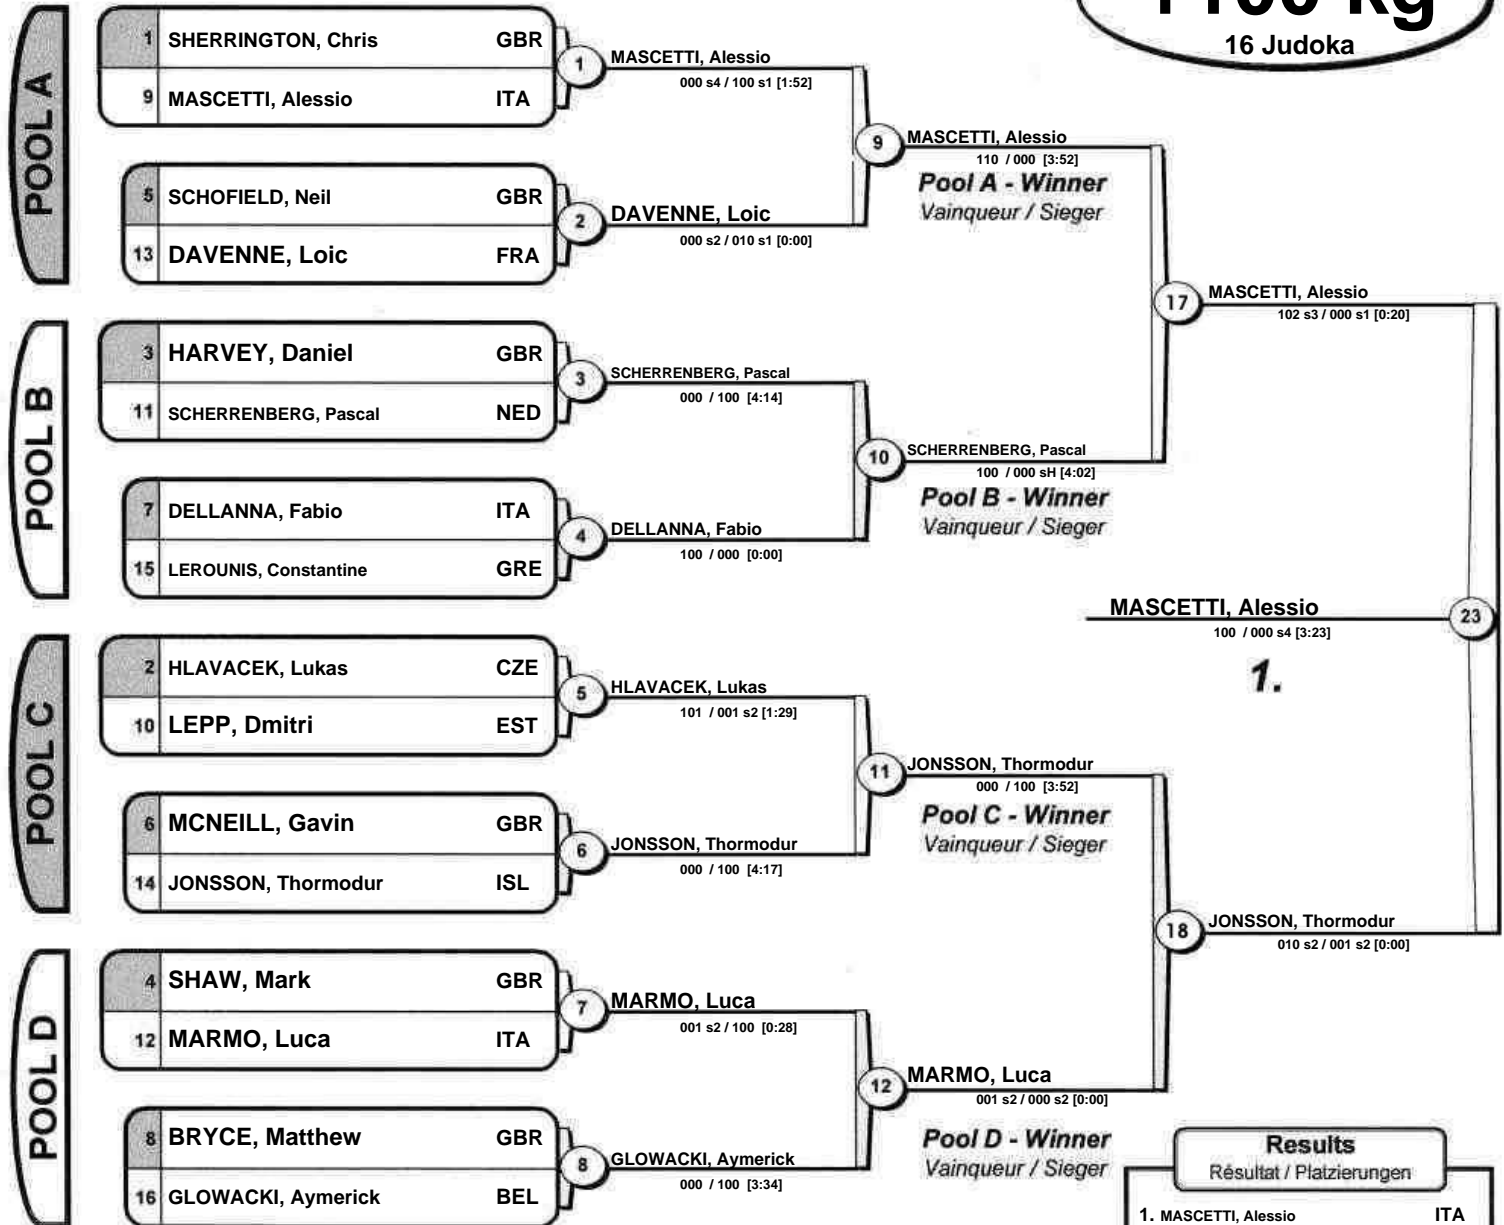 +100 kg
16 Judoka
POOL A
1 SHERRINGTON, Chris GBR
9 MASCETTI, Alessio ITA
1
MASCETTI, Alessio
000 s4 / 100 s1 [1:52]
5 SCHOFIELD, Neil GBR
13 DAVENNE, Loic FRA
2
DAVENNE, Loic
000 s2 / 010 s1 [0:00]
9
MASCETTI, Alessio
110 / 000 [3:52]
Pool A - Winner
Vainqueur / Sieger
POOL B
3 HARVEY, Daniel GBR
11 SCHERRENBERG, Pascal NED
3
SCHERRENBERG, Pascal
000 / 100 [4:14]
7 DELLANNA, Fabio ITA
15 LEROUNIS, Constantine GRE
4
DELLANNA, Fabio
100 / 000 [0:00]
10
SCHERRENBERG, Pascal
100 / 000 sH [4:02]
Pool B - Winner
Vainqueur / Sieger
17
MASCETTI, Alessio
102 s3 / 000 s1 [0:20]
MASCETTI, Alessio
23
100 / 000 s4 [3:23]
1.
POOL C
2 HLAVACEK, Lukas CZE
10 LEPP, Dmitri EST
5
HLAVACEK, Lukas
101 / 001 s2 [1:29]
6 MCNEILL, Gavin GBR
14 JONSSON, Thormodur ISL
6
JONSSON, Thormodur
000 / 100 [4:17]
11
JONSSON, Thormodur
000 / 100 [3:52]
Pool C - Winner
Vainqueur / Sieger
POOL D
4 SHAW, Mark GBR
12 MARMO, Luca ITA
7
MARMO, Luca
001 s2 / 100 [0:28]
8 BRYCE, Matthew GBR
16 GLOWACKI, Aymerick BEL
8
GLOWACKI, Aymerick
000 / 100 [3:34]
12
MARMO, Luca
001 s2 / 000 s2 [0:00]
Pool D - Winner
Vainqueur / Sieger
18
JONSSON, Thormodur
010 s2 / 001 s2 [0:00]
Results
Résultat / Platzierungen
1. MASCETTI, Alessio ITA